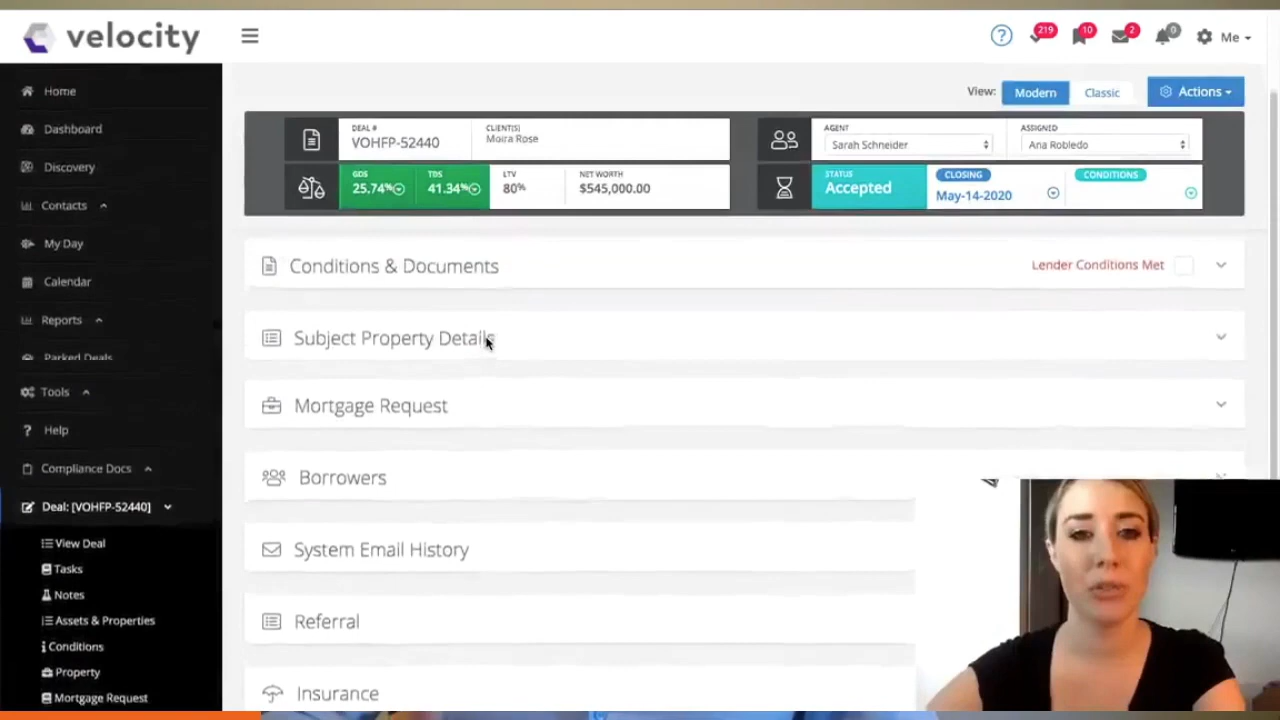 velocity
219
10
2
0
Me
Home
Dashboard
Discovery
Contacts
My Day
Calendar
Reports
Parked Deals
Tools
Help
Compliance Docs
Deal: [VOHFP-52440]
View Deal
Tasks
Notes
Assets & Properties
Conditions
Property
Mortgage Request
View: Modern Classic Actions
DEAL #
VOHFP-52440
CLIENT(S)
Moira Rose
GDS
25.74%
TDS
41.34%
LTV
80%
NET WORTH
$545,000.00
AGENT
Sarah Schneider
ASSIGNED
Ana Robledo
STATUS
Accepted
CLOSING
May-14-2020
CONDITIONS
Conditions & Documents
Lender Conditions Met
Subject Property Details
Mortgage Request
Borrowers
System Email History
Referral
Insurance